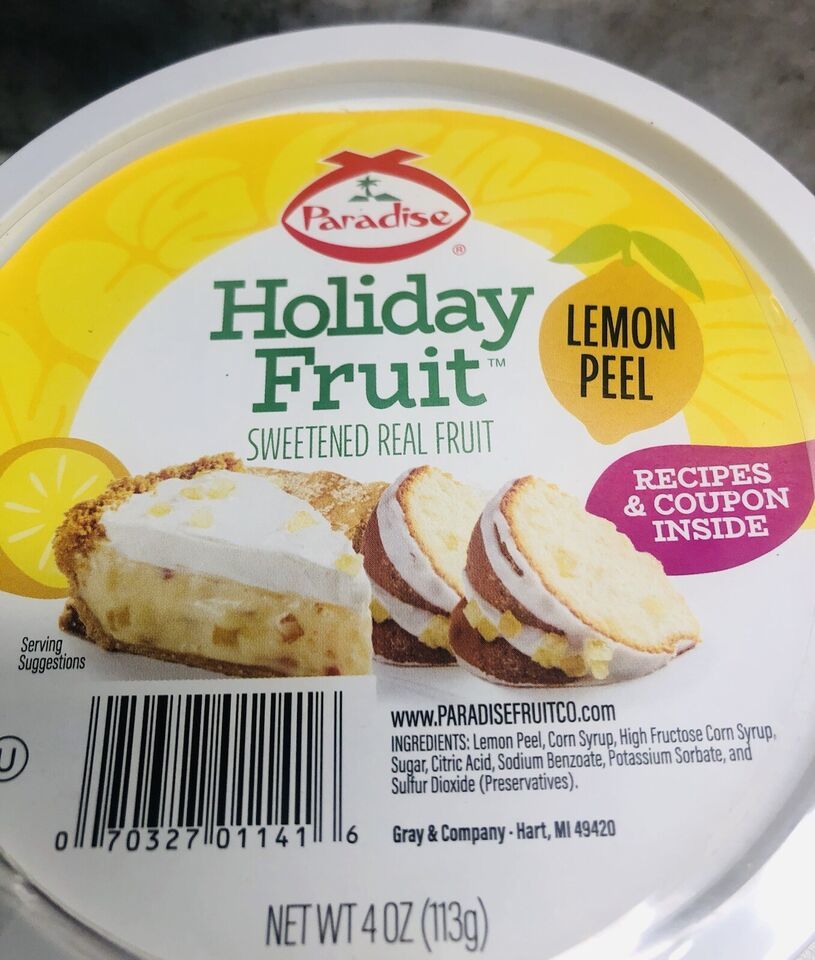 Paradise®
Holiday
Fruit™
SWEETENED REAL FRUIT
LEMON
PEEL
RECIPES
& COUPON
INSIDE
Serving
Suggestions
www.PARADISEFRUITCO.com
INGREDIENTS: Lemon Peel, Corn Syrup, High Fructose Corn Syrup,
Sugar, Citric Acid, Sodium Benzoate, Potassium Sorbate, and
Sulfur Dioxide (Preservatives).
U
0 70327 01141 6
Gray & Company - Hart, MI 49420
NET WT 4 OZ (113g)